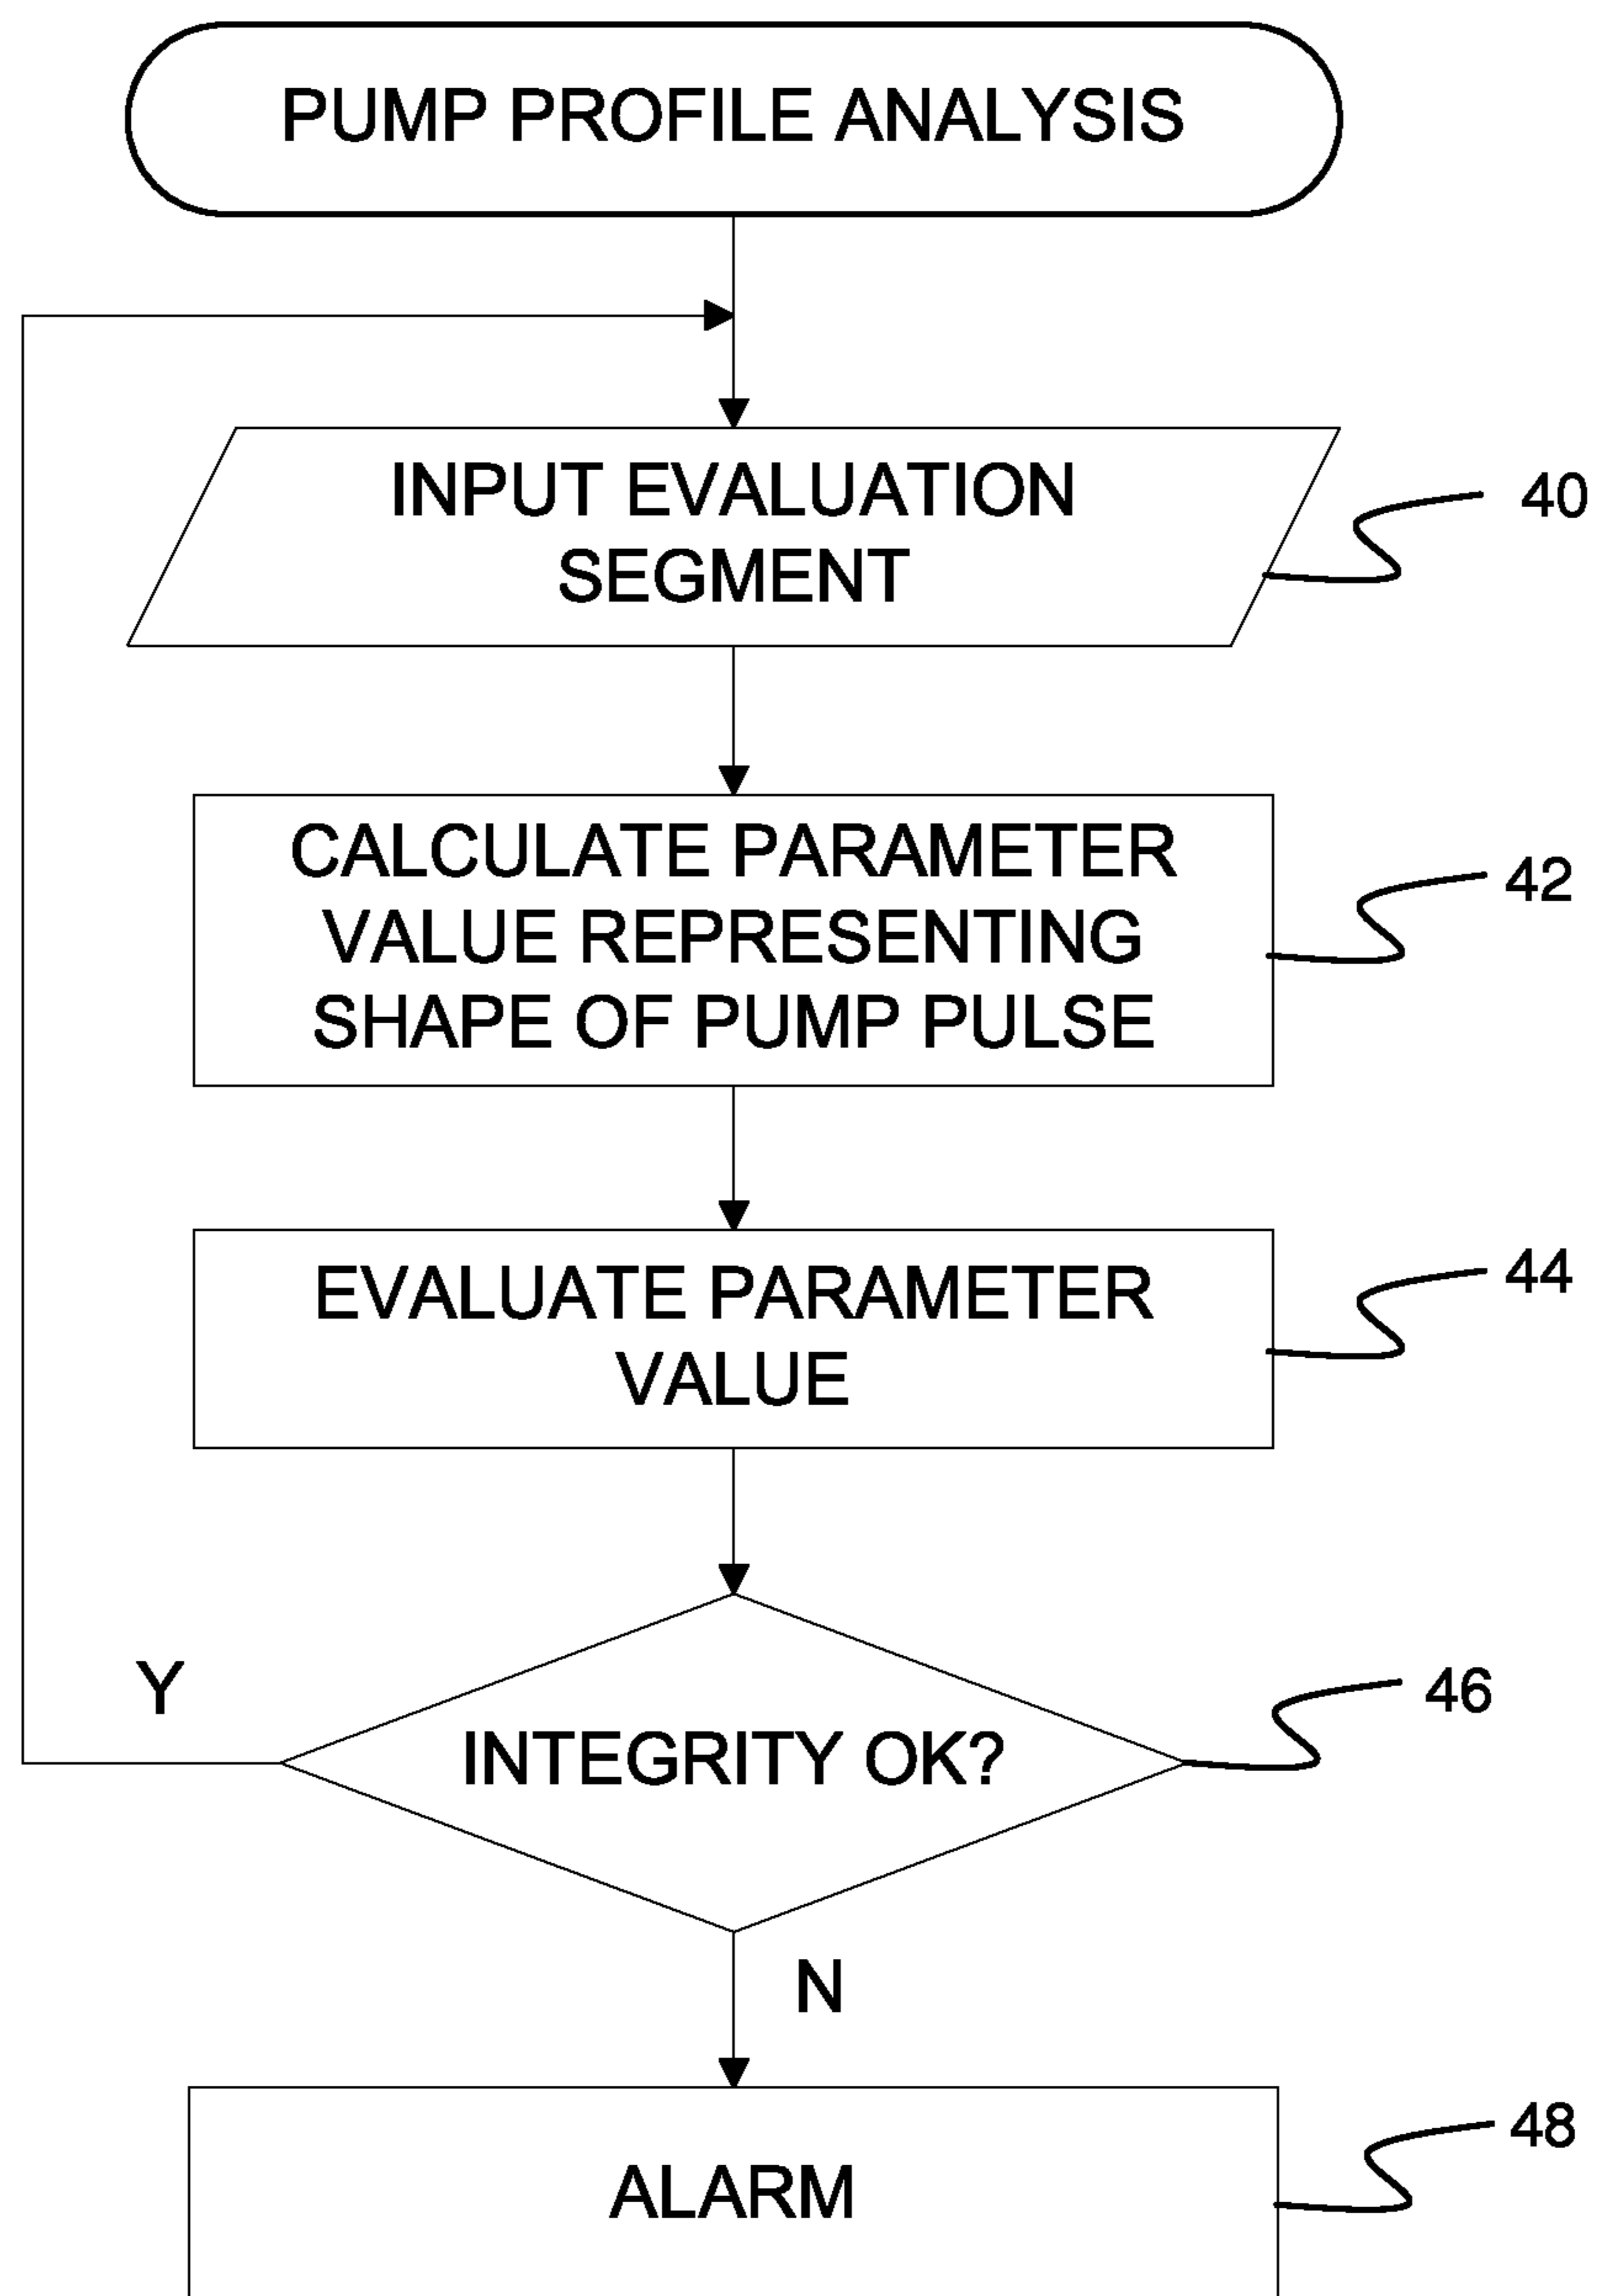 PUMP PROFILE ANALYSIS
INPUT EVALUATION
SEGMENT
40
CALCULATE PARAMETER
VALUE REPRESENTING
SHAPE OF PUMP PULSE
42
EVALUATE PARAMETER
VALUE
44
Y
INTEGRITY OK?
46
N
ALARM
48